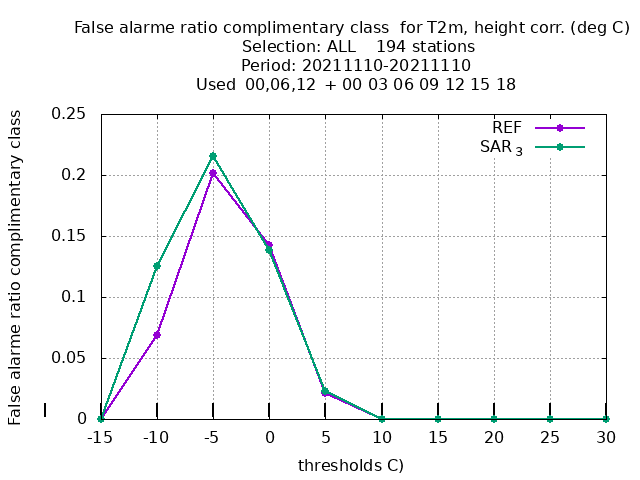 False alarme ratio complimentary class for T2m, height corr. (deg C)
Selection: ALL 194 stations
Period: 20211110-20211110
Used 00,06,12 + 00 03 06 09 12 15 18
False alarme ratio complimentary class
0.25
0.2
0.15
0.1
0.05
0
REF
SAR 3
-15 -10 -5 0 5 10 15 20 25 30
thresholds C)